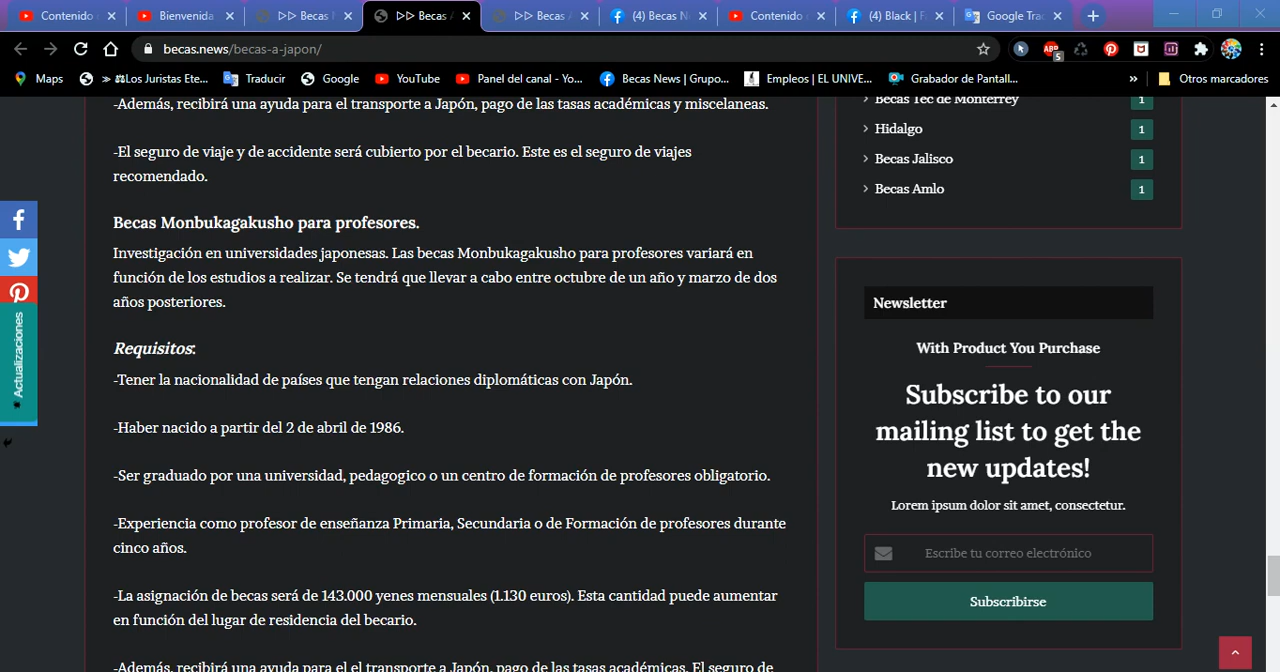 Contenido
Bienvenida
▷▷ Becas
▷▷ Becas
▷▷ Becas
(4) Becas N
Contenido
(4) Black | F
Google Tra
becas.news/becas-a-japon/
ABP
5
Maps
» ⚖Los Juristas Ete...
Traducir
Google
YouTube
Panel del canal - Yo...
Becas News | Grupo...
Empleos | EL UNIVE...
Grabador de Pantall...
»
Otros marcadores
-Además, recibirá una ayuda para el transporte a Japón, pago de las tasas académicas y miscelaneas.
-El seguro de viaje y de accidente será cubierto por el becario. Este es el seguro de viajes
recomendado.
Becas Monbukagakusho para profesores.
Investigación en universidades japonesas. Las becas Monbukagakusho para profesores variará en
función de los estudios a realizar. Se tendrá que llevar a cabo entre octubre de un año y marzo de dos
años posteriores.
Requisitos:
-Tener la nacionalidad de países que tengan relaciones diplomáticas con Japón.
-Haber nacido a partir del 2 de abril de 1986.
-Ser graduado por una universidad, pedagogico o un centro de formación de profesores obligatorio.
-Experiencia como profesor de enseñanza Primaria, Secundaria o de Formación de profesores durante
cinco años.
-La asignación de becas será de 143.000 yenes mensuales (1.130 euros). Esta cantidad puede aumentar
en función del lugar de residencia del becario.
-Además, recibirá una ayuda para el el transporte a Japón, pago de las tasas académicas. El seguro de
Actualizaciones
Becas Tec de Monterrey
1
Hidalgo
1
Becas Jalisco
1
Becas Amlo
1
Newsletter
With Product You Purchase
Subscribe to our
mailing list to get the
new updates!
Lorem ipsum dolor sit amet, consectetur.
Escribe tu correo electrónico
Subscribirse